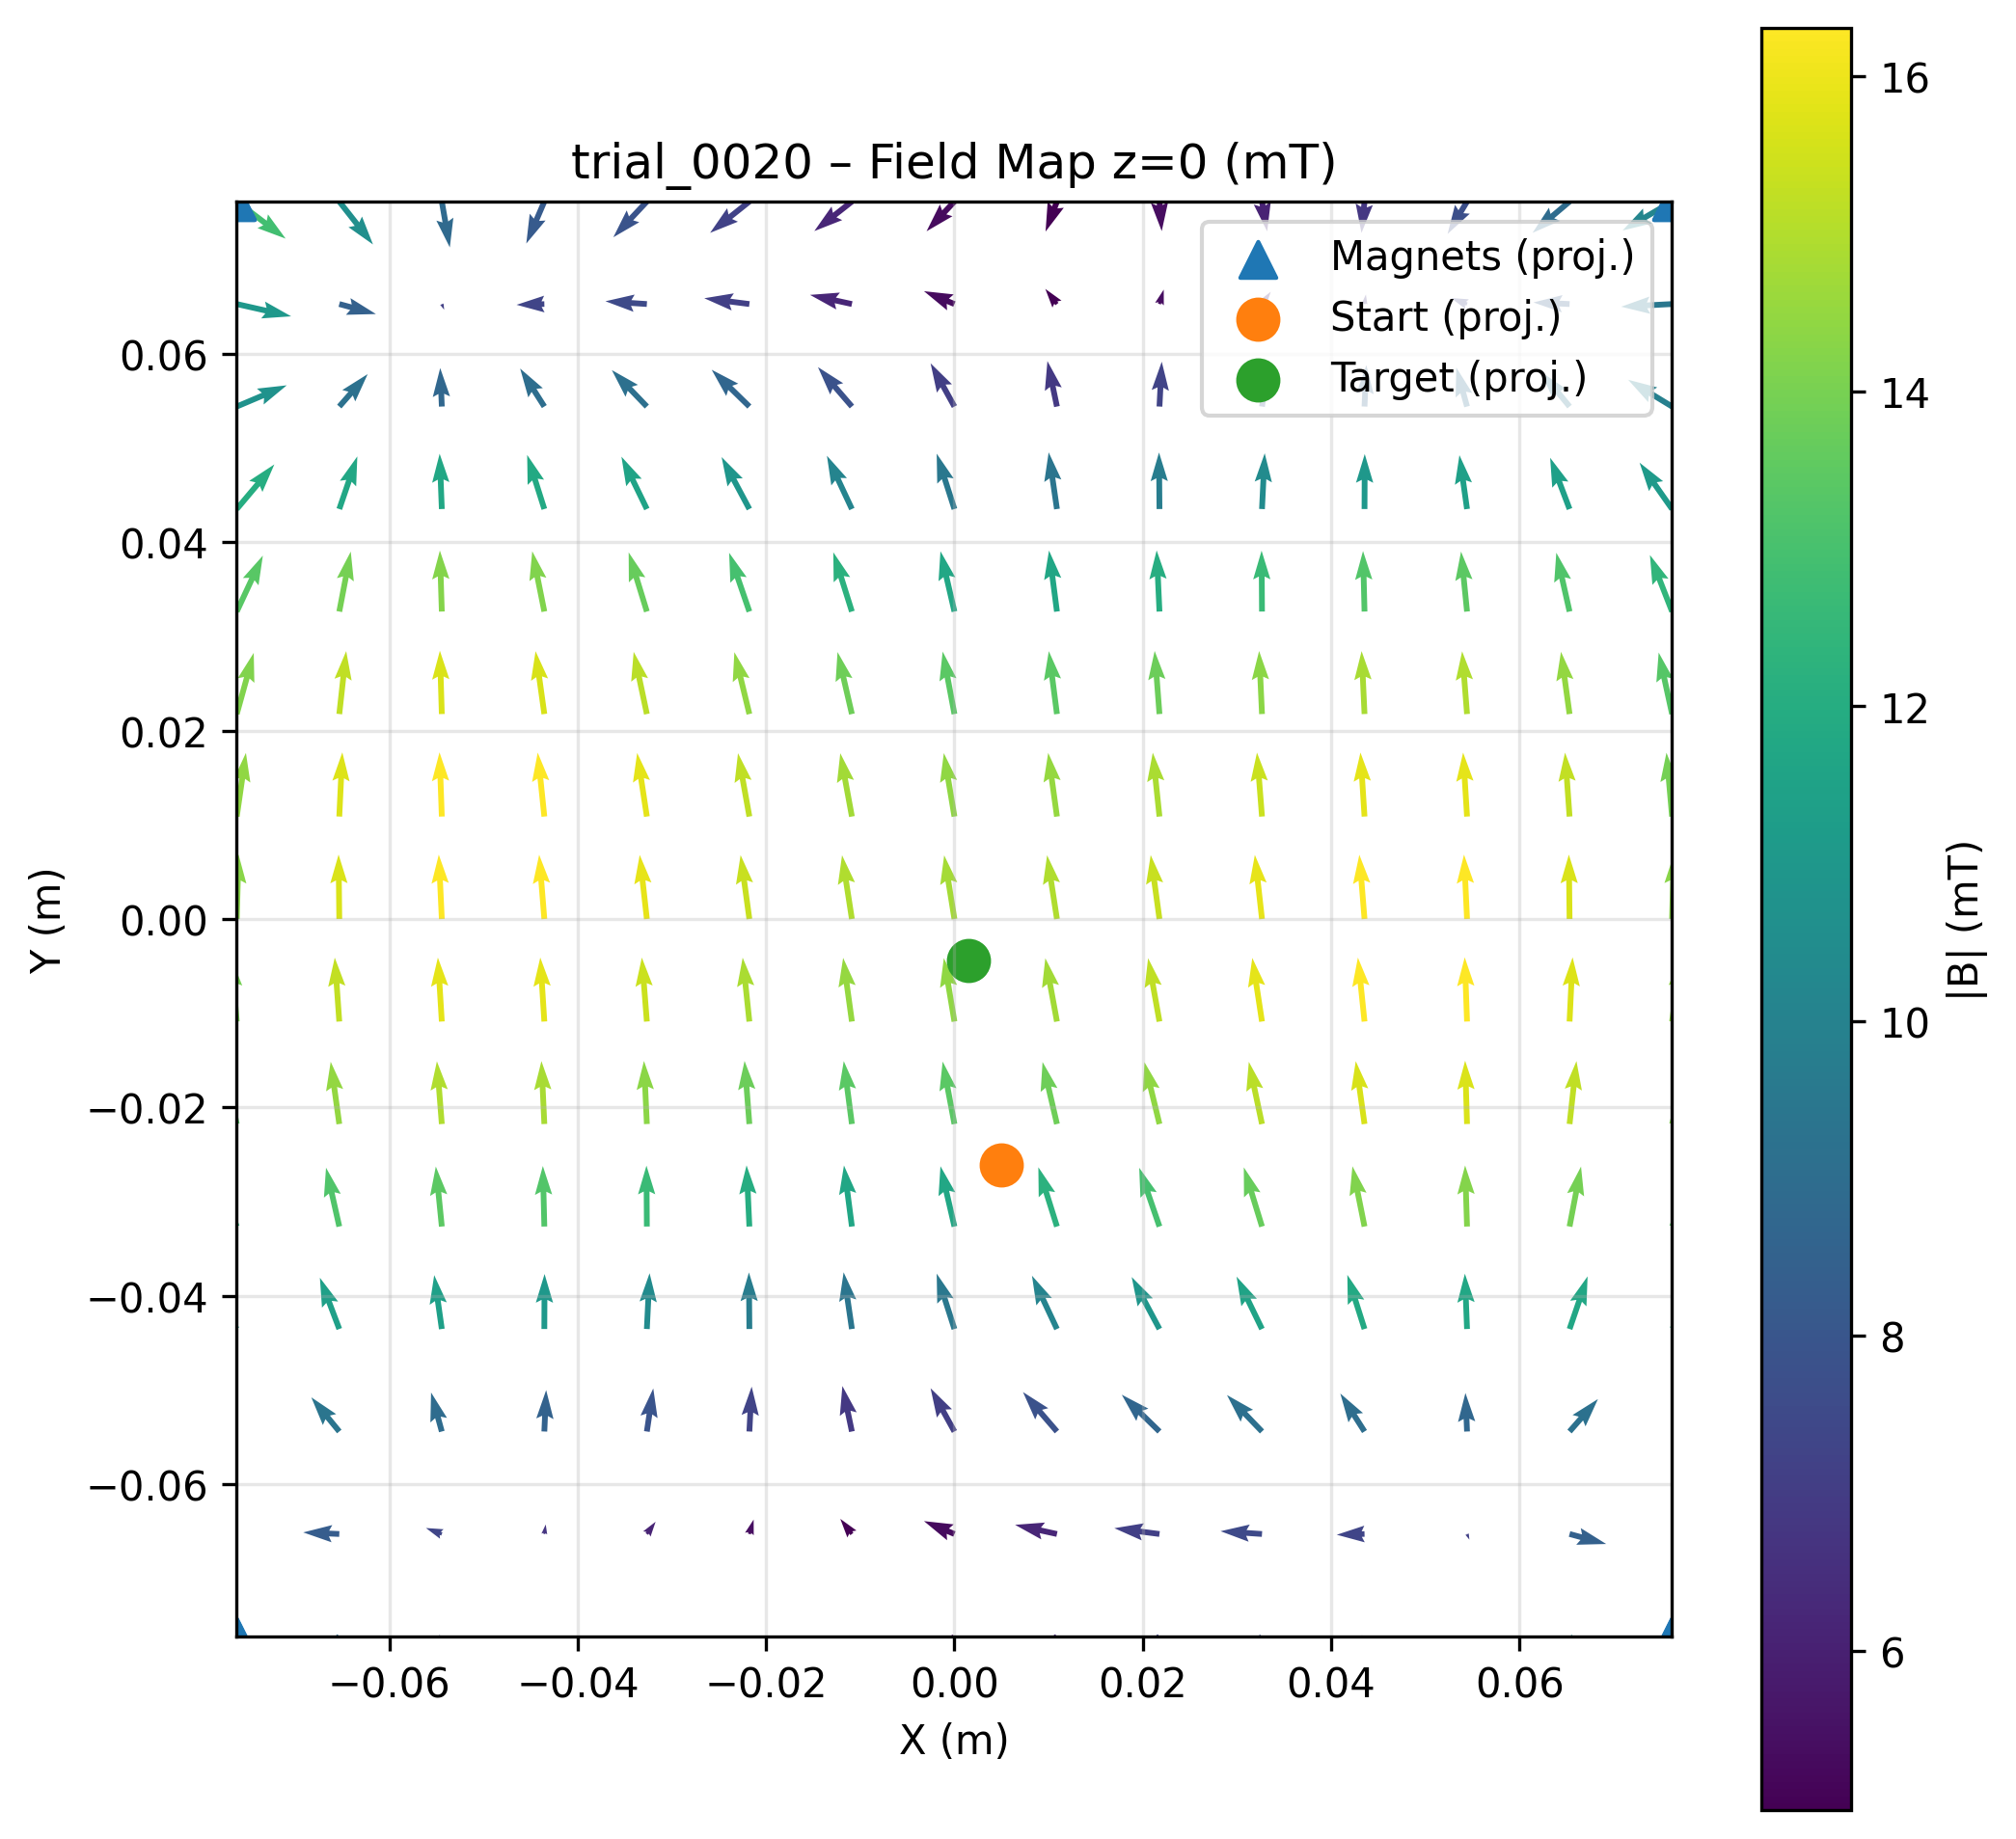 trial_0020 – Field Map z=0 (mT)
Magnets (proj.)
Start (proj.)
Target (proj.)
0.06
0.04
0.02
0.00
−0.02
−0.04
−0.06
Y (m)
−0.06 −0.04 −0.02 0.00 0.02 0.04 0.06
X (m)
16
14
12
10
8
6
|B| (mT)